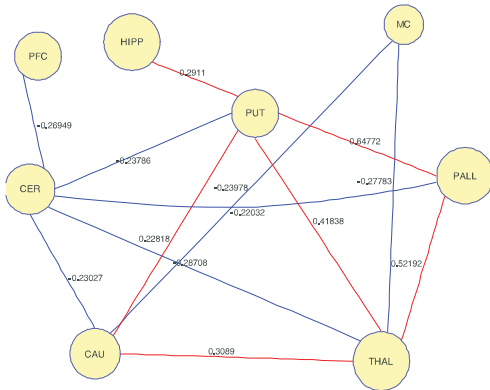 MC
HIPP
PFC
0.2911
PUT
-0.26949
0.64772
-0.23786
PALL
-0.23978
-0.27783
CER
-0.22032
0.41838
0.22818
-0.28708
0.52192
-0.23027
CAU
0.3089
THAL